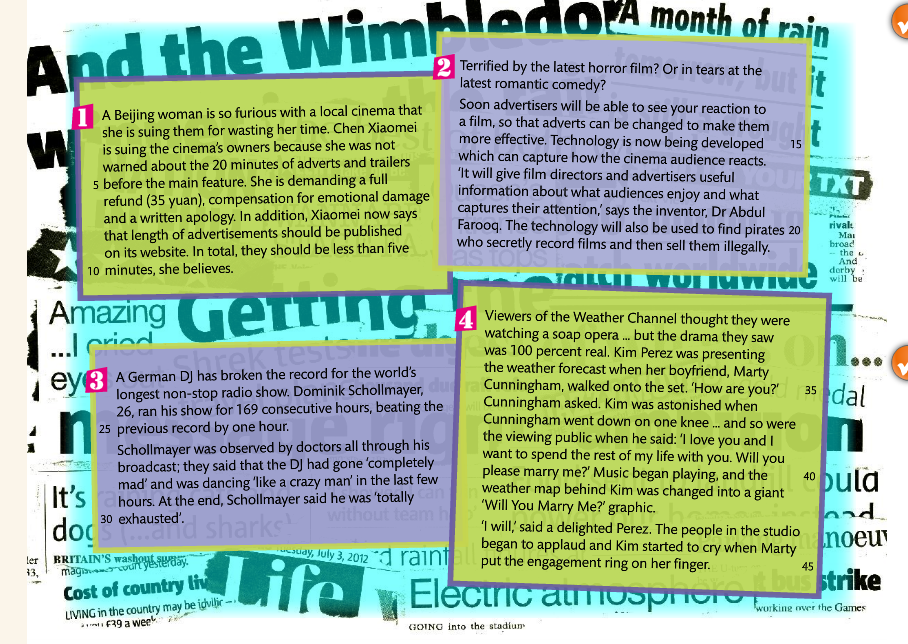 And the Wimbledo
A month of rain
1
A Beijing woman is so furious with a local cinema that
she is suing them for wasting her time. Chen Xiaomei
is suing the cinema's owners because she was not
warned about the 20 minutes of adverts and trailers
5 before the main feature. She is demanding a full
refund (35 yuan), compensation for emotional damage
and a written apology. In addition, Xiaomei now says
that length of advertisements should be published
on its website. In total, they should be less than five
10 minutes, she believes.
2
Terrified by the latest horror film? Or in tears at the
latest romantic comedy?
Soon advertisers will be able to see your reaction to
a film, so that adverts can be changed to make them
more effective. Technology is now being developed 15
which can capture how the cinema audience reacts.
'It will give film directors and advertisers useful
information about what audiences enjoy and what
captures their attention,' says the inventor, Dr Abdul
Farooq. The technology will also be used to find pirates 20
who secretly record films and then sell them illegally.
TXT
worldwide
Amazing
Getting
...I cried
3
A German DJ has broken the record for the world's
longest non-stop radio show. Dominik Schollmayer,
26, ran his show for 169 consecutive hours, beating the
25 previous record by one hour.
Schollmayer was observed by doctors all through his
broadcast; they said that the DJ had gone 'completely
mad' and was dancing 'like a crazy man' in the last few
hours. At the end, Schollmayer said he was 'totally
30 exhausted'.
4
Viewers of the Weather Channel thought they were
watching a soap opera ... but the drama they saw
was 100 percent real. Kim Perez was presenting
the weather forecast when her boyfriend, Marty
Cunningham, walked onto the set. 'How are you?' 35
Cunningham asked. Kim was astonished when
Cunningham went down on one knee ... and so were
the viewing public when he said: 'I love you and I
want to spend the rest of my life with you. Will you
please marry me?' Music began playing, and the 40
weather map behind Kim was changed into a giant
'Will You Marry Me?' graphic.
'I will,' said a delighted Perez. The people in the studio
began to applaud and Kim started to cry when Marty
put the engagement ring on her finger. 45
It's
(...and sharks
BRITAIN'S washout
court yesterday.
July 3, 2012
Cost of country
LIVING in the country may be
£39 a week
Life
Electric atmosphere
strike
working over the Games
GOING into the stadium